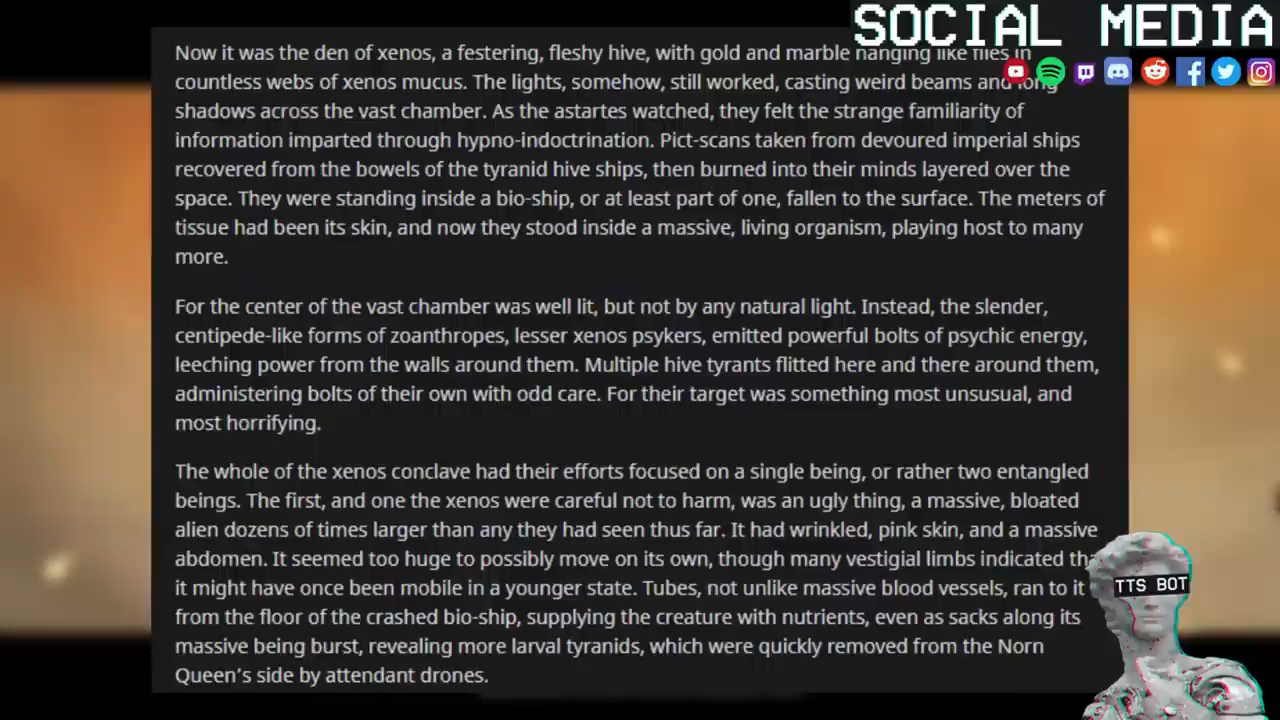 SOCIAL MEDIA
Now it was the den of xenos, a festering, fleshy hive, with gold and marble hanging like flies in
countless webs of xenos mucus. The lights, somehow, still worked, casting weird beams and long
shadows across the vast chamber. As the astartes watched, they felt the strange familiarity of
information imparted through hypno-indoctrination. Pict-scans taken from devoured imperial ships
recovered from the bowels of the tyranid hive ships, then burned into their minds layered over the
space. They were standing inside a bio-ship, or at least part of one, fallen to the surface. The meters of
tissue had been its skin, and now they stood inside a massive, living organism, playing host to many
more.
For the center of the vast chamber was well lit, but not by any natural light. Instead, the slender,
centipede-like forms of zoanthropes, lesser xenos psykers, emitted powerful bolts of psychic energy,
leeching power from the walls around them. Multiple hive tyrants flitted here and there around them,
administering bolts of their own with odd care. For their target was something most unsusual, and
most horrifying.
The whole of the xenos conclave had their efforts focused on a single being, or rather two entangled
beings. The first, and one the xenos were careful not to harm, was an ugly thing, a massive, bloated
alien dozens of times larger than any they had seen thus far. It had wrinkled, pink skin, and a massive
abdomen. It seemed too huge to possibly move on its own, though many vestigial limbs indicated tha
it might have once been mobile in a younger state. Tubes, not unlike massive blood vessels, ran to it
from the floor of the crashed bio-ship, supplying the creature with nutrients, even as sacks along its
massive being burst, revealing more larval tyranids, which were quickly removed from the Norn
Queen's side by attendant drones.
TTS BOT